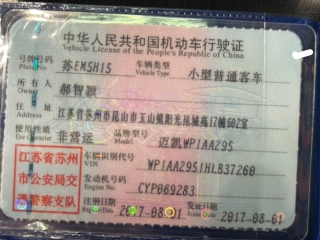 中华人民共和国机动车行驶证
Vehicle License of the People's Republic of China
号牌号码 苏EM5H15 车辆类型 小型普通客车
Plate No. Vehicle Type
所有人 郝智颖
Owner
住址 江苏省苏州市昆山市玉山镇阳光昆城苑17幢502室
Address
使用性质 非营运 品牌型号 迈凯WP1AA295
Use Character Model
江苏省苏州市公安局交通警察支队
车辆识别代号 WP1AA2951HLB37260
VIN
发动机号码 CYP069283
Engine No.
注册日期 2017-08-01 发证日期 2017-08-01
Register Date Issue Date